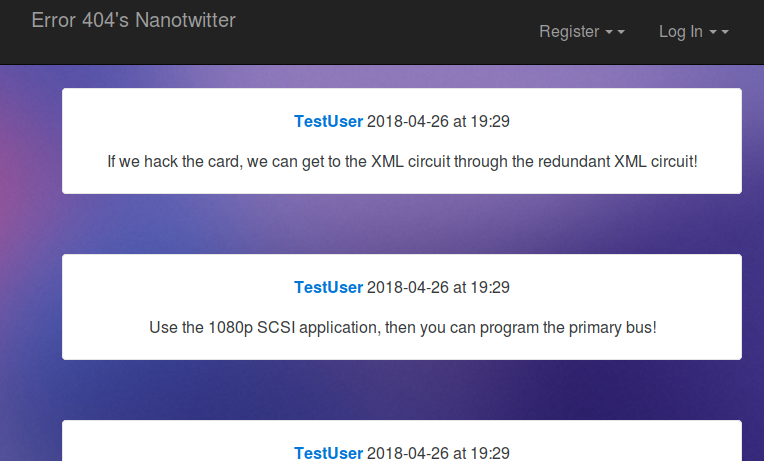 Error 404's Nanotwitter
Register
Log In
TestUser 2018-04-26 at 19:29
If we hack the card, we can get to the XML circuit through the redundant XML circuit!
TestUser 2018-04-26 at 19:29
Use the 1080p SCSI application, then you can program the primary bus!
TestUser 2018-04-26 at 19:29